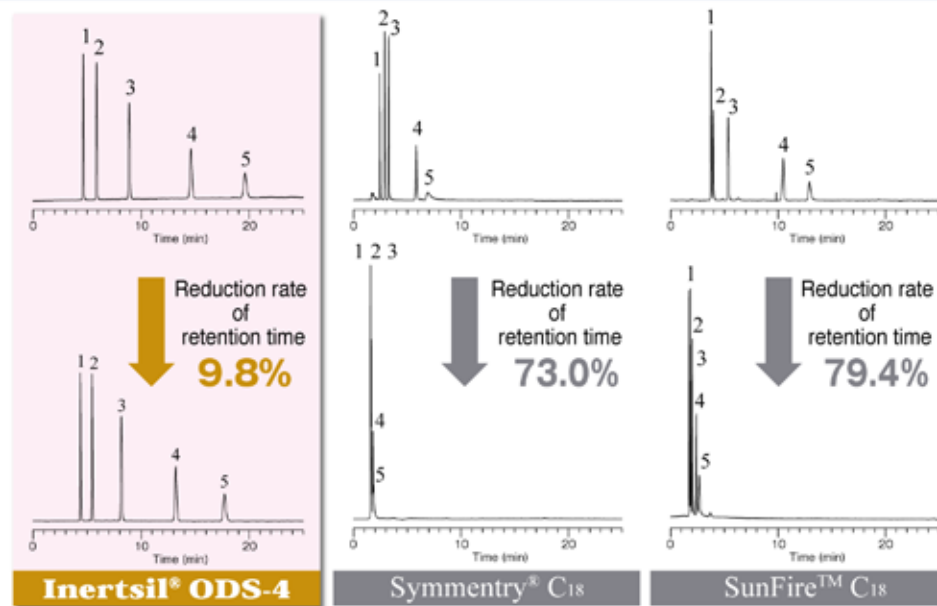 1
2
3
4
5
0
10
20
Time (min)
2
3
1
4
5
0
10
20
Time (min)
1
2
3
4
5
0
10
20
Time (min)
Reduction rate
of
retention time
9.8%
1 2
3
4
5
0
10
20
Time (min)
Inertsil® ODS-4
1 2 3
Reduction rate
of
retention time
73.0%
4
5
0
10
20
Time (min)
Symmentry® C18
1
2
3
4
5
Reduction rate
of
retention time
79.4%
0
10
20
Time (min)
SunFire™ C18